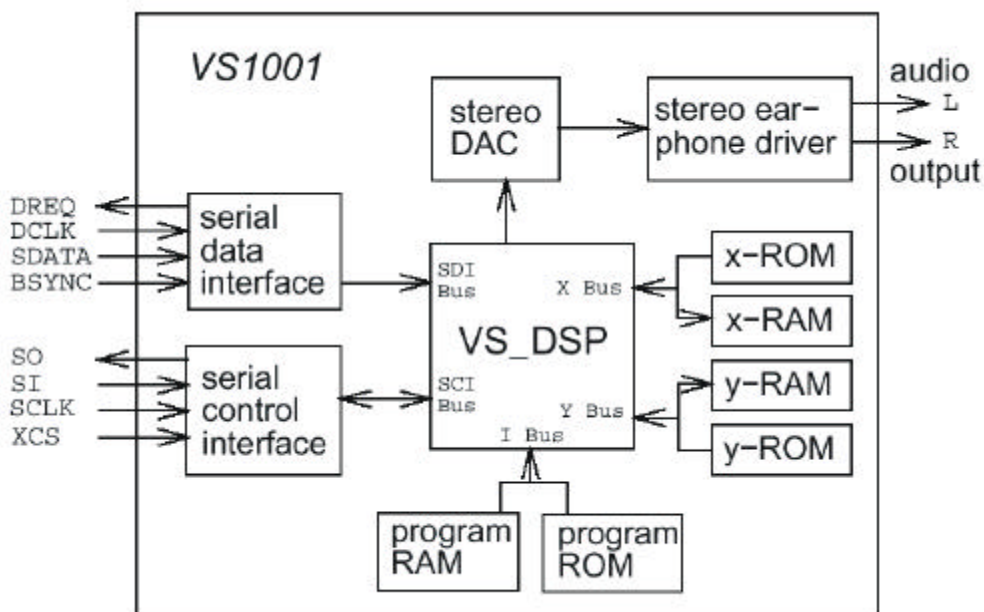 VS1001
audio
L
R
output
stereo
DAC
stereo ear-
phone driver
DREQ
DCLK
SDATA
BSYNC
serial
data
interface
SDI
Bus
X Bus
x-ROM
x-RAM
VS_DSP
SO
SI
SCLK
XCS
serial
control
interface
SCI
Bus
Y Bus
I Bus
y-RAM
y-ROM
program
RAM
program
ROM